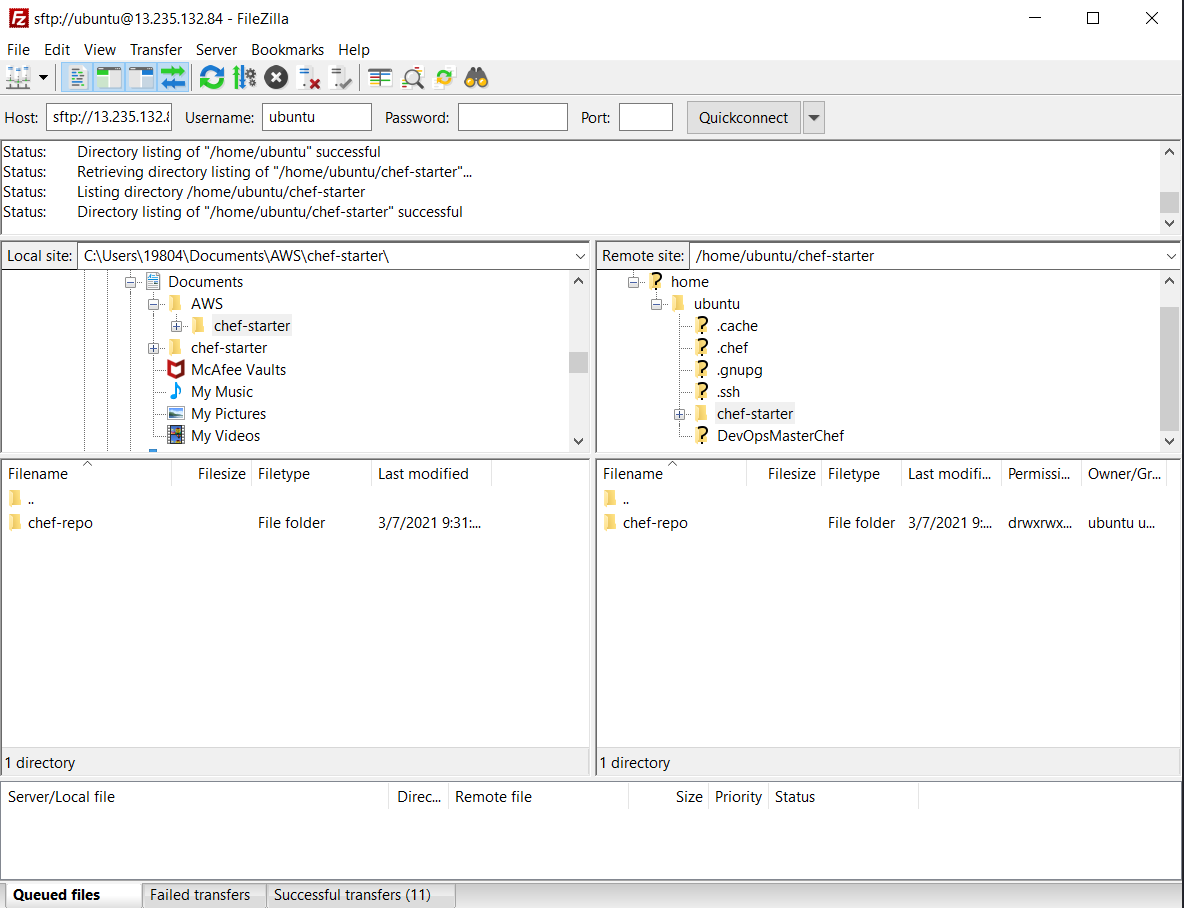 sftp://ubuntu@13.235.132.84 - FileZilla
File Edit View Transfer Server Bookmarks Help
Host: sftp://13.235.132.8 Username: ubuntu Password: Port: Quickconnect
Status: Directory listing of "/home/ubuntu" successful
Status: Retrieving directory listing of "/home/ubuntu/chef-starter"...
Status: Listing directory /home/ubuntu/chef-starter
Status: Directory listing of "/home/ubuntu/chef-starter" successful
Local site: C:\Users\19804\Documents\AWS\chef-starter\
Documents
AWS
chef-starter
chef-starter
McAfee Vaults
My Music
My Pictures
My Videos
Filename Filesize Filetype Last modified
..
chef-repo File folder 3/7/2021 9:31:...
1 directory
Remote site: /home/ubuntu/chef-starter
home
ubuntu
.cache
.chef
.gnupg
.ssh
chef-starter
DevOpsMasterChef
Filename Filesize Filetype Last modifi... Permissi... Owner/Gr...
..
chef-repo File folder 3/7/2021 9:... drwxrwx... ubuntu u...
1 directory
Server/Local file Direc... Remote file Size Priority Status
Queued files Failed transfers Successful transfers (11)